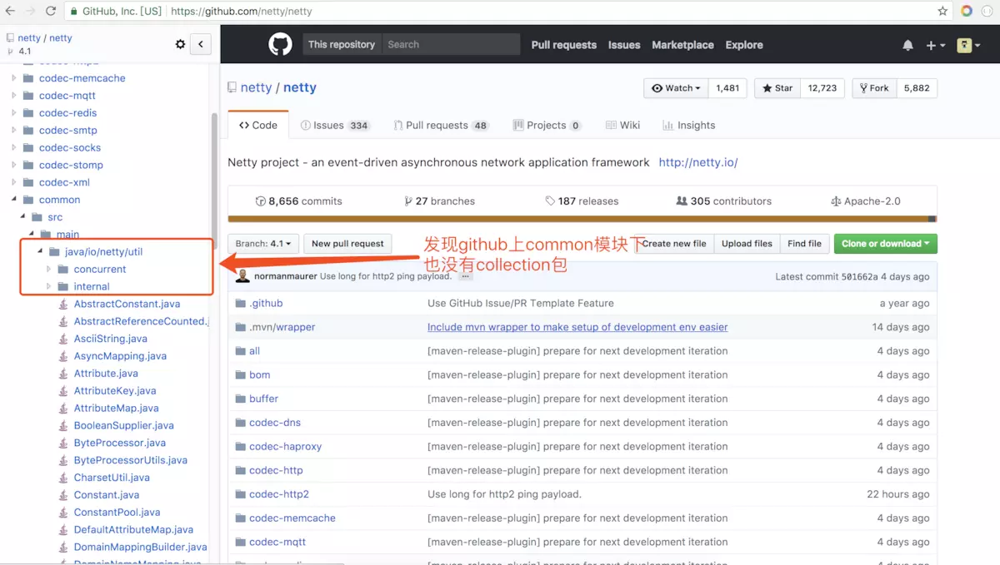 GitHub, Inc. [US] https://github.com/netty/netty
netty / netty
4.1
codec-http2
codec-memcache
codec-mqtt
codec-redis
codec-smtp
codec-socks
codec-stomp
codec-xml
common
src
main
java/io/netty/util
concurrent
internal
AbstractConstant.java
AbstractReferenceCounted.j
AsciiString.java
AsyncMapping.java
Attribute.java
AttributeKey.java
AttributeMap.java
BooleanSupplier.java
ByteProcessor.java
ByteProcessorUtils.java
CharsetUtil.java
Constant.java
ConstantPool.java
DefaultAttributeMap.java
DomainMappingBuilder.java
DomainNameMapping.java
This repository Search Pull requests Issues Marketplace Explore
netty / netty
Watch 1,481 Star 12,723 Fork 5,882
Code Issues 334 Pull requests 48 Projects 0 Wiki Insights
Netty project - an event-driven asynchronous network application framework http://netty.io/
8,656 commits 27 branches 187 releases 305 contributors Apache-2.0
Branch: 4.1 New pull request Create new file Upload files Find file Clone or download
发现github上common模块下
也没有collection包
normanmaurer Use long for http2 ping payload. ... Latest commit 501662a 4 days ago
.github Use GitHub Issue/PR Template Feature a year ago
.mvn/wrapper Include mvn wrapper to make setup of development env easier 14 days ago
all [maven-release-plugin] prepare for next development iteration 4 days ago
bom [maven-release-plugin] prepare for next development iteration 4 days ago
buffer [maven-release-plugin] prepare for next development iteration 4 days ago
codec-dns [maven-release-plugin] prepare for next development iteration 4 days ago
codec-haproxy [maven-release-plugin] prepare for next development iteration 4 days ago
codec-http [maven-release-plugin] prepare for next development iteration 4 days ago
codec-http2 Use long for http2 ping payload. 22 hours ago
codec-memcache [maven-release-plugin] prepare for next development iteration 4 days ago
codec-mqtt [maven-release-plugin] prepare for next development iteration 4 days ago